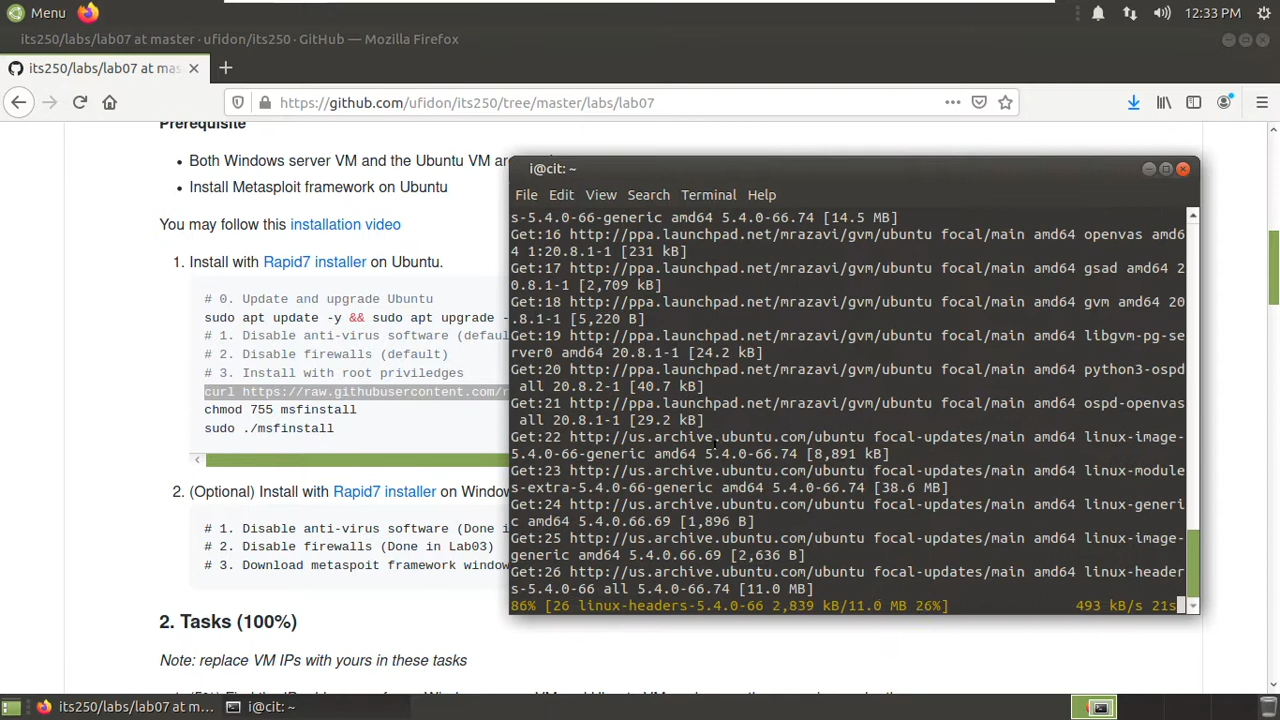 Menu
12:33 PM
its250/labs/lab07 at master · ufidon/its250 · GitHub — Mozilla Firefox
its250/labs/lab07 at mas
https://github.com/ufidon/its250/tree/master/labs/lab07
Prerequisite
• Both Windows server VM and the Ubuntu VM ar
• Install Metasploit framework on Ubuntu
You may follow this installation video
1. Install with Rapid7 installer on Ubuntu.
# 0. Update and upgrade Ubuntu
sudo apt update -y && sudo apt upgrade -
# 1. Disable anti-virus software (defau
# 2. Disable firewalls (default)
# 3. Install with root priviledges
curl https://raw.githubusercontent.com/r
chmod 755 msfinstall
sudo ./msfinstall
2. (Optional) Install with Rapid7 installer on Window
# 1. Disable anti-virus software (Done i
# 2. Disable firewalls (Done in Lab03)
# 3. Download metaspoit framework window
2. Tasks (100%)
Note: replace VM IPs with yours in these tasks
i@cit: ~
File Edit View Search Terminal Help
s-5.4.0-66-generic amd64 5.4.0-66.74 [14.5 MB]
Get:16 http://ppa.launchpad.net/mrazavi/gvm/ubuntu focal/main amd64 openvas amd6
4 1:20.8.1-1 [231 kB]
Get:17 http://ppa.launchpad.net/mrazavi/gvm/ubuntu focal/main amd64 gsad amd64 2
0.8.1-1 [2,709 kB]
Get:18 http://ppa.launchpad.net/mrazavi/gvm/ubuntu focal/main amd64 gvm amd64 20
.8.1-1 [5,220 B]
Get:19 http://ppa.launchpad.net/mrazavi/gvm/ubuntu focal/main amd64 libgvm-pg-se
rver0 amd64 20.8.1-1 [24.2 kB]
Get:20 http://ppa.launchpad.net/mrazavi/gvm/ubuntu focal/main amd64 python3-ospd
 all 20.8.2-1 [40.7 kB]
Get:21 http://ppa.launchpad.net/mrazavi/gvm/ubuntu focal/main amd64 ospd-openvas
 all 20.8.1-1 [29.2 kB]
Get:22 http://us.archive.ubuntu.com/ubuntu focal-updates/main amd64 linux-image-
5.4.0-66-generic amd64 5.4.0-66.74 [8,891 kB]
Get:23 http://us.archive.ubuntu.com/ubuntu focal-updates/main amd64 linux-module
s-extra-5.4.0-66-generic amd64 5.4.0-66.74 [38.6 MB]
Get:24 http://us.archive.ubuntu.com/ubuntu focal-updates/main amd64 linux-generi
c amd64 5.4.0.66.69 [1,896 B]
Get:25 http://us.archive.ubuntu.com/ubuntu focal-updates/main amd64 linux-image-
generic amd64 5.4.0.66.69 [2,636 B]
Get:26 http://us.archive.ubuntu.com/ubuntu focal-updates/main amd64 linux-header
s-5.4.0-66 all 5.4.0-66.74 [11.0 MB]
86% [26 linux-headers-5.4.0-66 2,839 kB/11.0 MB 26%] 493 kB/s 21s
its250/labs/lab07 at m...
i@cit: ~